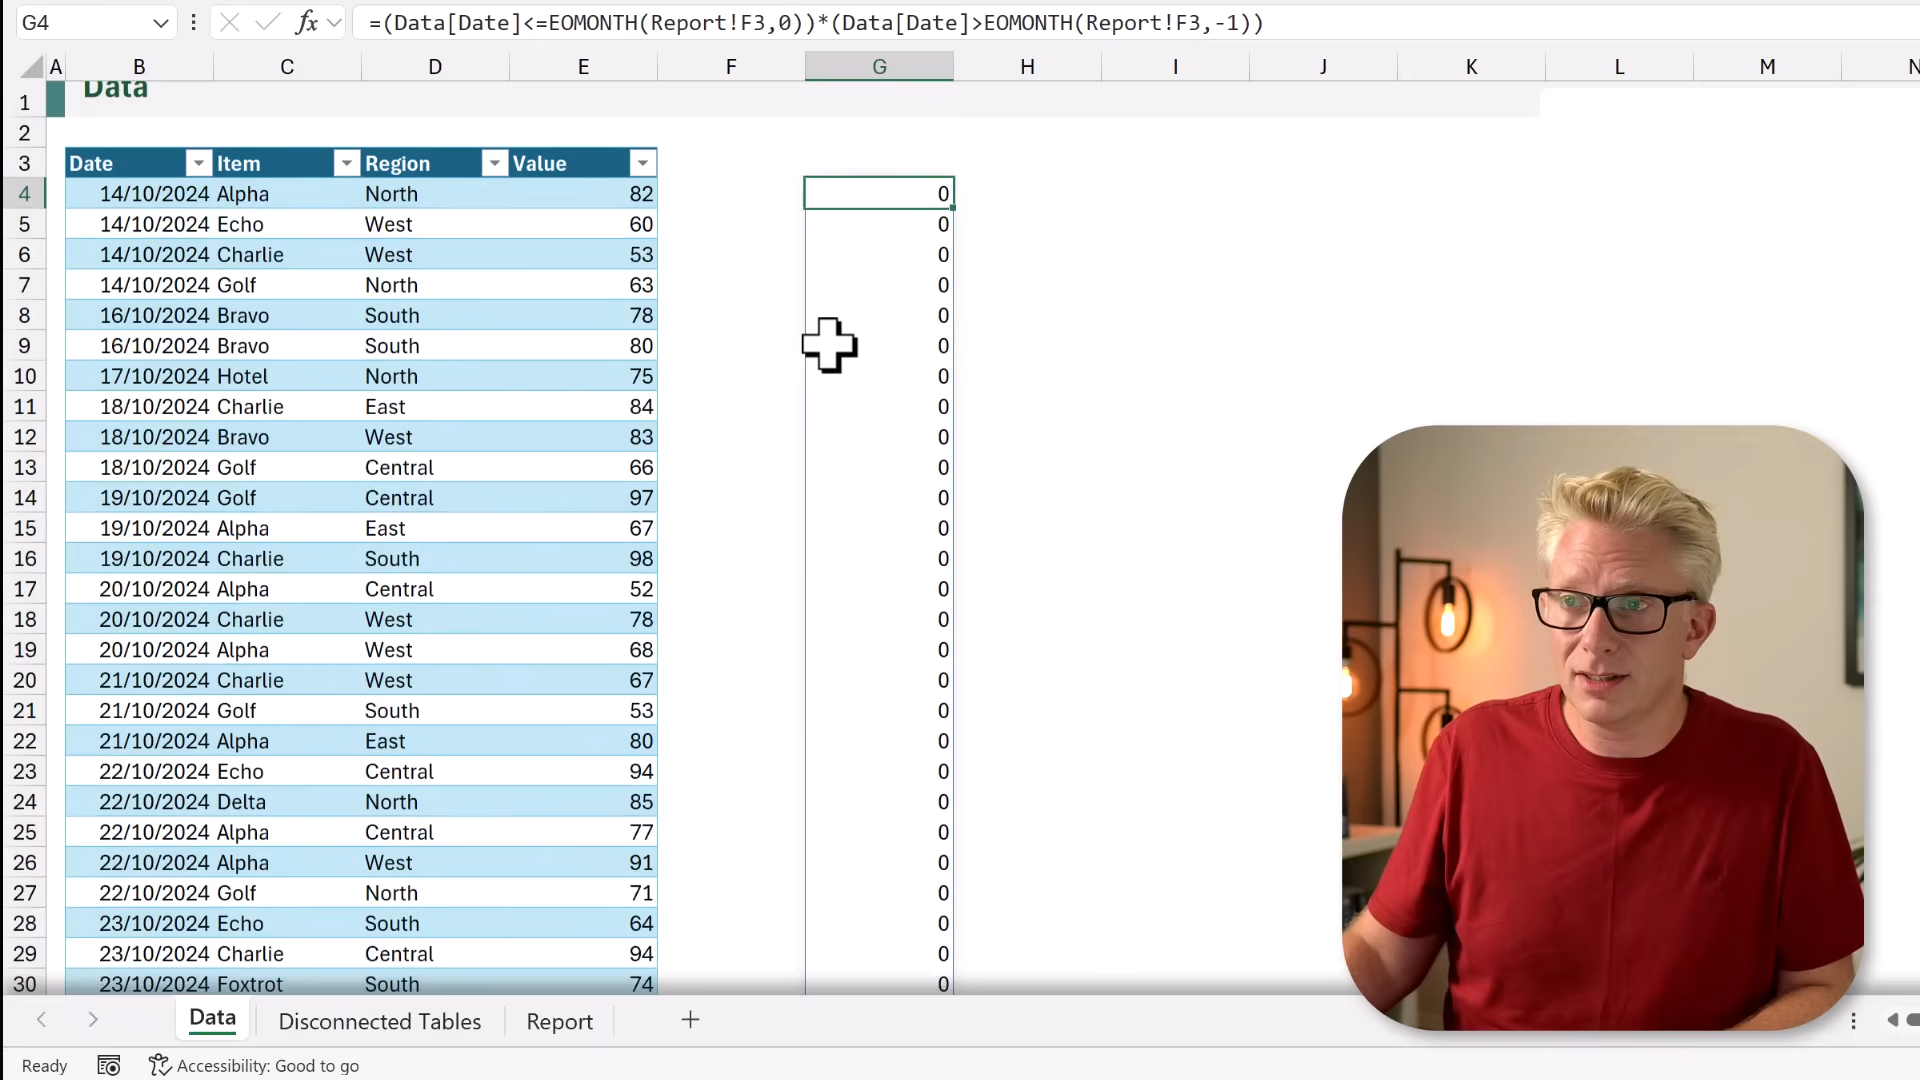 G4
fx
=(Data[Date]<=EOMONTH(Report!F3,0))*(Data[Date]>EOMONTH(Report!F3,-1))
A B C D E F G H I J K L M N
1 Data
2
3 Date Item Region Value
4 14/10/2024 Alpha North 82 0
5 14/10/2024 Echo West 60 0
6 14/10/2024 Charlie West 53 0
7 14/10/2024 Golf North 63 0
8 16/10/2024 Bravo South 78 0
9 16/10/2024 Bravo South 80 0
10 17/10/2024 Hotel North 75 0
11 18/10/2024 Charlie East 84 0
12 18/10/2024 Bravo West 83 0
13 18/10/2024 Golf Central 66 0
14 19/10/2024 Golf Central 97 0
15 19/10/2024 Alpha East 67 0
16 19/10/2024 Charlie South 98 0
17 20/10/2024 Alpha Central 52 0
18 20/10/2024 Charlie West 78 0
19 20/10/2024 Alpha West 68 0
20 21/10/2024 Charlie West 67 0
21 21/10/2024 Golf South 53 0
22 21/10/2024 Alpha East 80 0
23 22/10/2024 Echo Central 94 0
24 22/10/2024 Delta North 85 0
25 22/10/2024 Alpha Central 77 0
26 22/10/2024 Alpha West 91 0
27 22/10/2024 Golf North 71 0
28 23/10/2024 Echo South 64 0
29 23/10/2024 Charlie Central 94 0
30 23/10/2024 Foxtrot South 74 0
Data Disconnected Tables Report
Ready Accessibility: Good to go